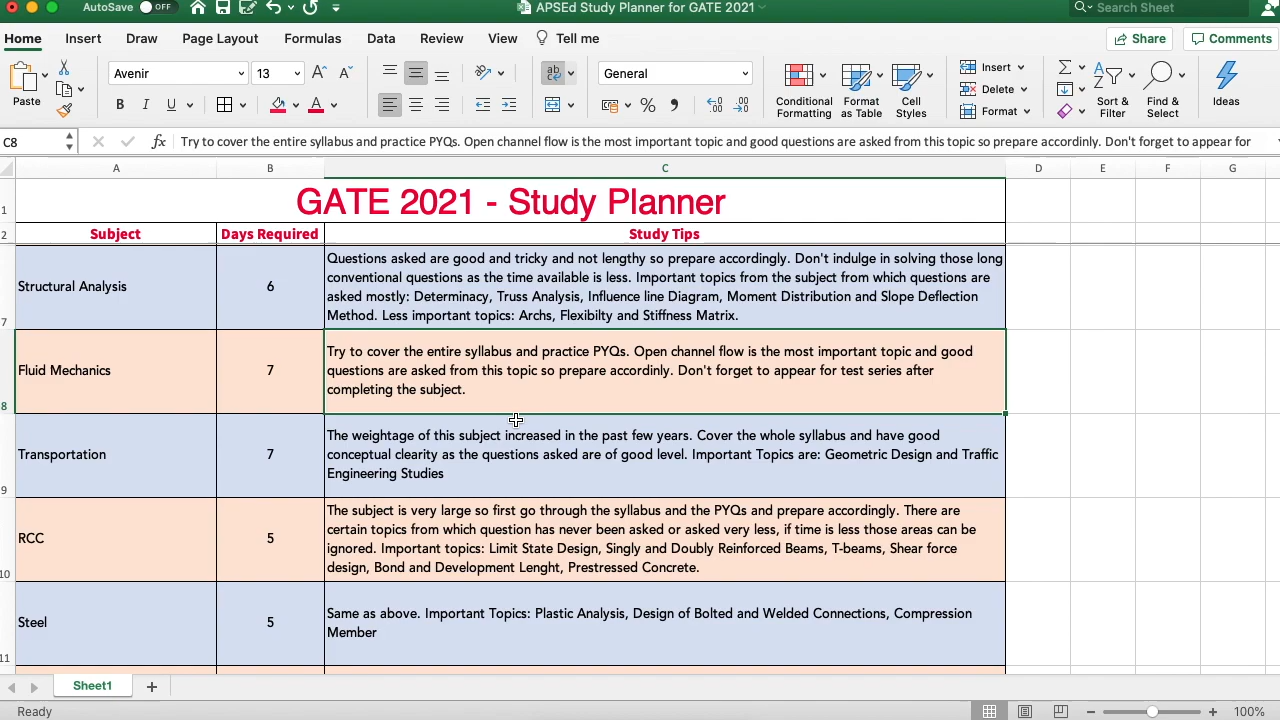 AutoSave OFF APSEd Study Planner for GATE 2021 Search Sheet
Home Insert Draw Page Layout Formulas Data Review View Tell me Share Comments
Paste Avenir 13 General Conditional Formatting Format as Table Cell Styles Insert Delete Format Sort & Filter Find & Select Ideas
C8 fx Try to cover the entire syllabus and practice PYQs. Open channel flow is the most important topic and good questions are asked from this topic so prepare accordingly. Don't forget to appear for
A B C D E F G
1 GATE 2021 - Study Planner
2 Subject Days Required Study Tips
Questions asked are good and tricky and not lengthy so prepare accordingly. Don't indulge in solving those long
conventional questions as the time available is less. Important topics from the subject from which questions are
Structural Analysis 6
asked mostly: Determinacy, Truss Analysis, Influence line Diagram, Moment Distribution and Slope Deflection
7 Method. Less important topics: Archs, Flexibilty and Stiffness Matrix.
Try to cover the entire syllabus and practice PYQs. Open channel flow is the most important topic and good
Fluid Mechanics 7 questions are asked from this topic so prepare accordinly. Don't forget to appear for test series after
completing the subject.
8
The weightage of this subject increased in the past few years. Cover the whole syllabus and have good
Transportation 7 conceptual clearity as the questions asked are of good level. Important Topics are: Geometric Design and Traffic
Engineering Studies
9
The subject is very large so first go through the syllabus and the PYQs and prepare accordingly. There are
certain topics from which question has never been asked or asked very less, if time is less those areas can be
RCC 5
ignored. Important topics: Limit State Design, Singly and Doubly Reinforced Beams, T-beams, Shear force
10 design, Bond and Development Lenght, Prestressed Concrete.
Same as above. Important Topics: Plastic Analysis, Design of Bolted and Welded Connections, Compression
Steel 5
Member
11
Sheet1
Ready 100%